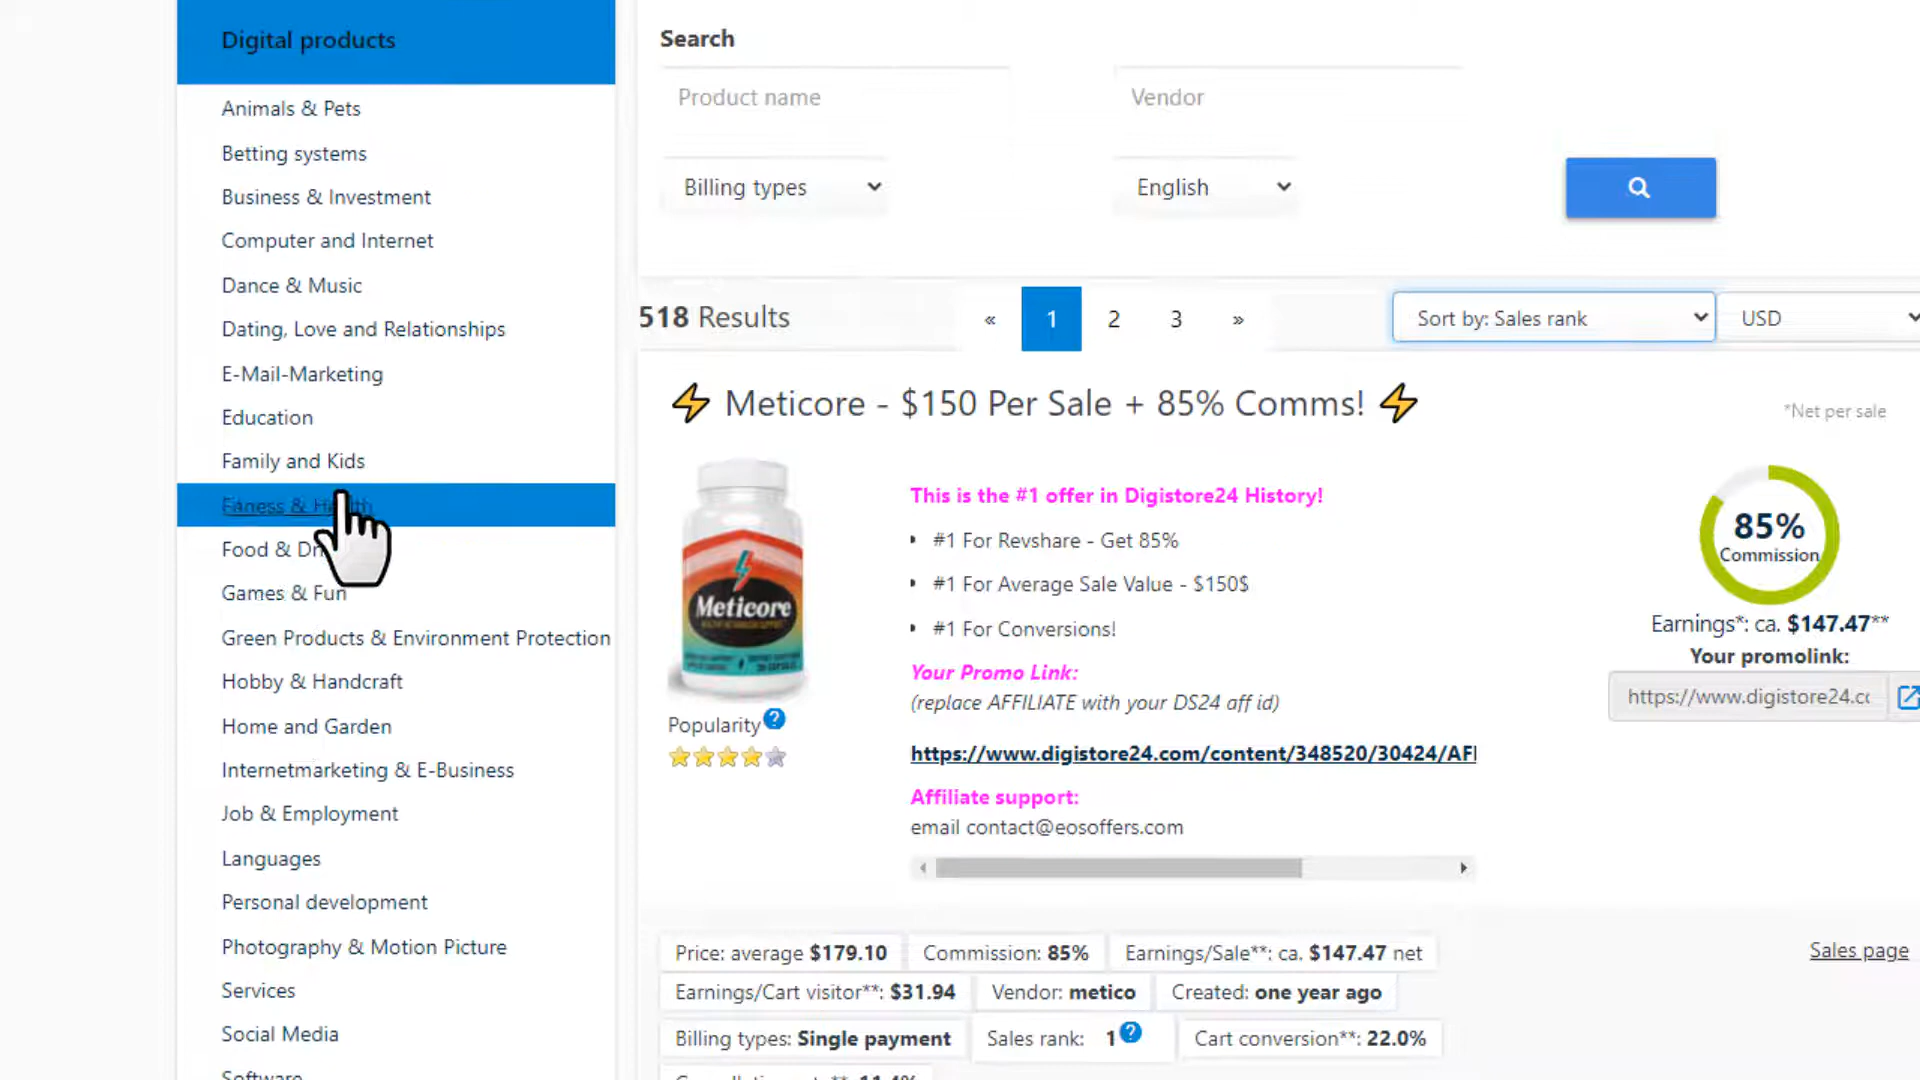 Digital products
Animals & Pets
Betting systems
Business & Investment
Computer and Internet
Dance & Music
Dating, Love and Relationships
E-Mail-Marketing
Education
Family and Kids
Finess & Health
Food &
Games & Fun
Green Products & Environment Protection
Hobby & Handcraft
Home and Garden
Internetmarketing & E-Business
Job & Employment
Languages
Personal development
Photography & Motion Picture
Services
Social Media
Software
Search
Product name
Vendor
Billing types
English
518 Results
« 1 2 3 »
Sort by: Sales rank
USD
⚡ Meticore - $150 Per Sale + 85% Comms! ⚡
*Net per sale
Meticore
This is the #1 offer in Digistore24 History!
#1 For Revshare - Get 85%
#1 For Average Sale Value - $150$
#1 For Conversions!
Your Promo Link:
(replace AFFILIATE with your DS24 aff id)
https://www.digistore24.com/content/348520/30424/AFI
Affiliate support:
email contact@eosoffers.com
Popularity ?
85%
Commission
Earnings*: ca. $147.47**
Your promolink:
https://www.digistore24.cc
Price: average $179.10
Commission: 85%
Earnings/Sale**: ca. $147.47 net
Sales page
Earnings/Cart visitor**: $31.94
Vendor: metico
Created: one year ago
Billing types: Single payment
Sales rank: 1 ?
Cart conversion**: 22.0%